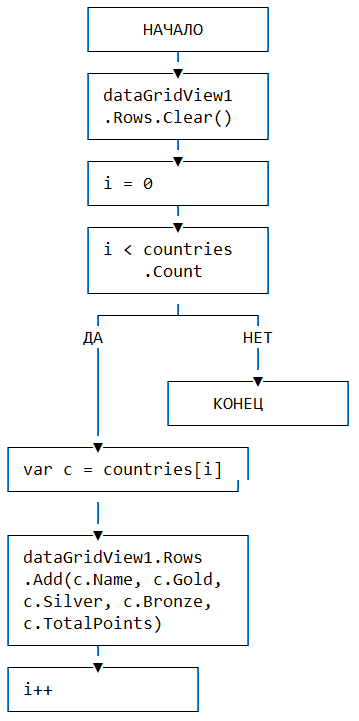 НАЧАЛО
dataGridView1
.Rows.Clear()
i = 0
i < countries
.Count
ДА
НЕТ
КОНЕЦ
var c = countries[i]
dataGridView1.Rows
.Add(c.Name, c.Gold,
c.Silver, c.Bronze,
c.TotalPoints)
i++